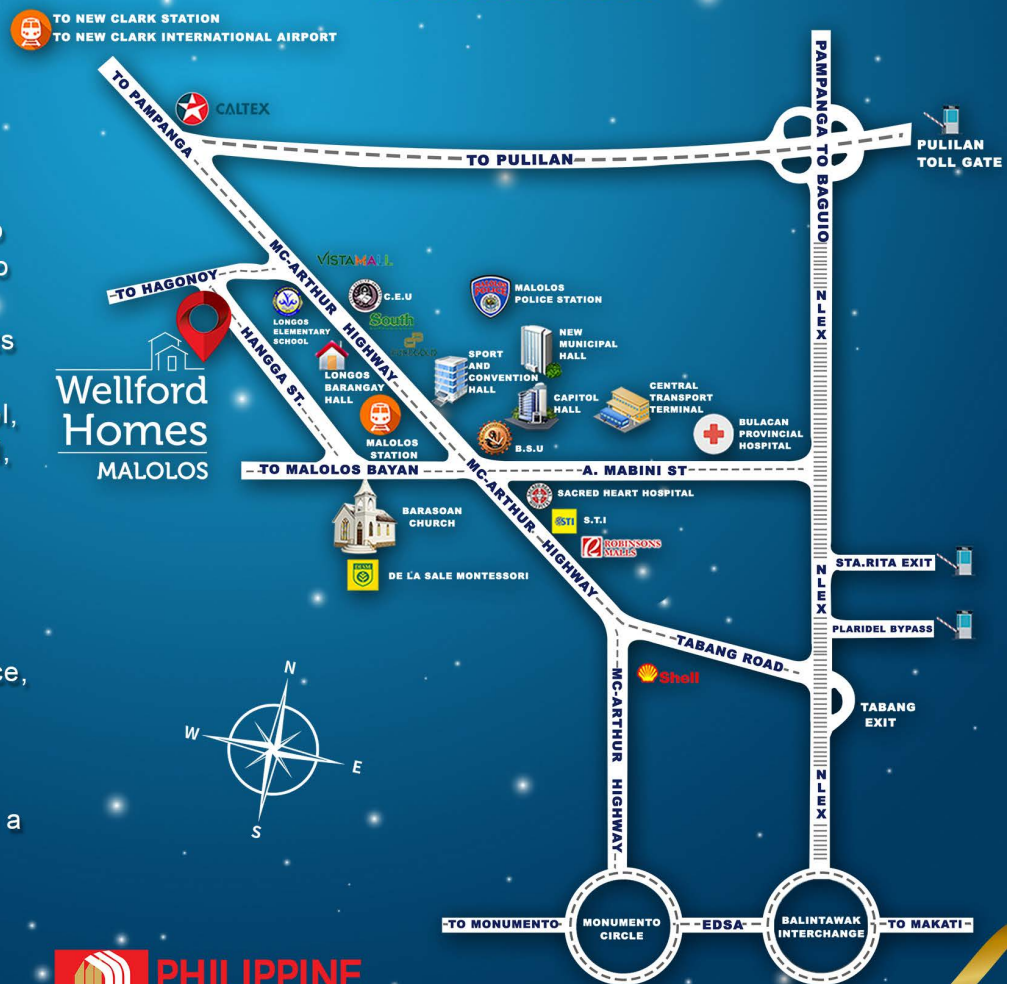 TO NEW CLARK STATION
TO NEW CLARK INTERNATIONAL AIRPORT
TO PAMPANGA
CALTEX
TO PULILAN
PAMPANGA TO BAGUIO
PULILAN
TOLL GATE
NLEX
TO HAGONOY
MC-ARTHUR HIGHWAY
VISTAMALL
C.E.U
South
MALOLOS
POLICE STATION
LONGOS
ELEMENTARY
SCHOOL
HANGGA ST.
LONGOS
BARANGAY
HALL
SPORT
AND
CONVENTION
HALL
NEW
MUNICIPAL
HALL
CAPITOL
HALL
CENTRAL
TRANSPORT
TERMINAL
BULACAN
PROVINCIAL
HOSPITAL
Wellford
Homes
MALOLOS
MALOLOS
STATION
B.S.U
TO MALOLOS BAYAN
A. MABINI ST
MC-ARTHUR HIGHWAY
SACRED HEART HOSPITAL
STI
S.T.I
ROBINSONS
MALLS
BARASOAN
CHURCH
DE LA SALE MONTESSORI
NLEX
STA.RITA EXIT
PLARIDEL BYPASS
TABANG ROAD
Shell
TABANG
EXIT
MC-ARTHUR HIGHWAY
NLEX
N
W
E
S
s
l,
,
ce,
a
TO MONUMENTO
MONUMENTO
CIRCLE
EDSA
BALINTAWAK
INTERCHANGE
TO MAKATI
PHILIPPINE